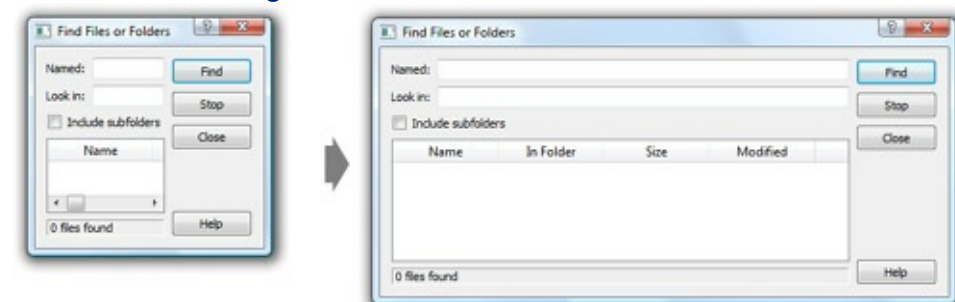 Find Files or Folders
Named:
Find
Look in:
Stop
Include subfolders
Close
Name
0 files found
Help
Find Files or Folders
Named:
Find
Look in:
Stop
Include subfolders
Close
Name In Folder Size Modified
0 files found
Help